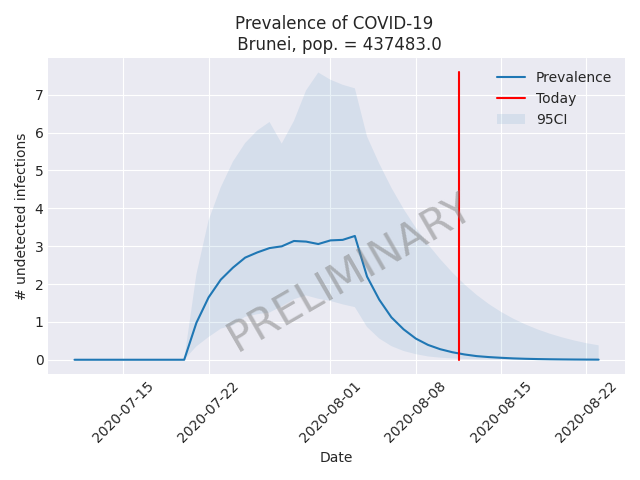 Prevalence of COVID-19
Brunei, pop. = 437483.0
Prevalence
Today
95CI
# undetected infections
7
6
5
4
3
2
1
0
PRELIMINARY
2020-07-15
2020-07-22
2020-08-01
2020-08-08
2020-08-15
2020-08-22
Date